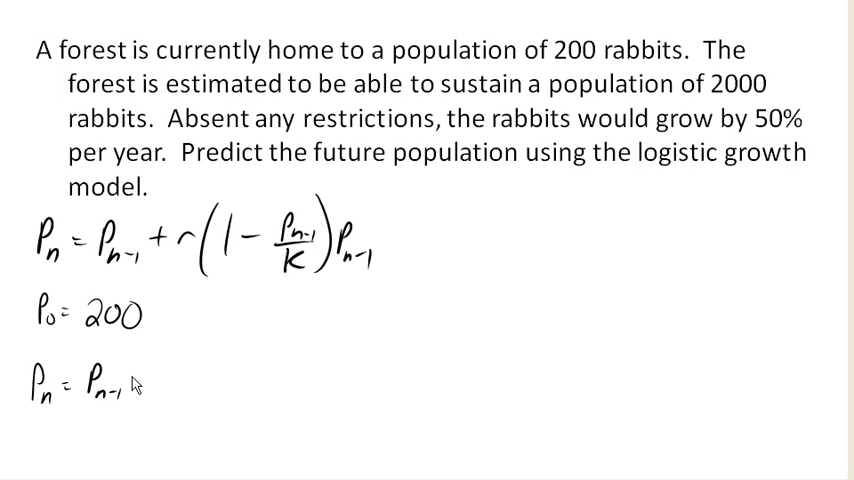 A forest is currently home to a population of 200 rabbits. The
forest is estimated to be able to sustain a population of 2000
rabbits. Absent any restrictions, the rabbits would grow by 50%
per year. Predict the future population using the logistic growth
model.
Pₙ = Pₙ₋₁ + r(1 − Pₙ₋₁/K)Pₙ₋₁
P₀ = 200
Pₙ = Pₙ₋₁